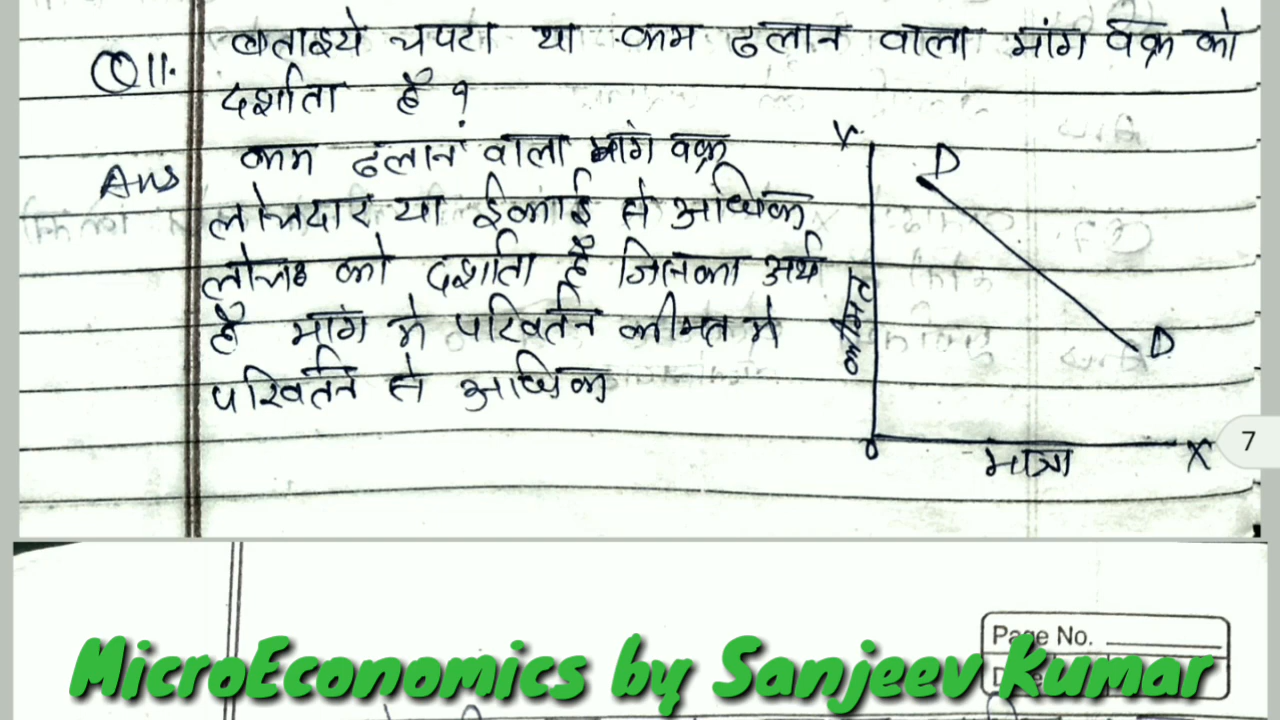 Q11. बताइये चपटा या कम ढलान वाला मांग वक्र को
दर्शाता है ?
Ans कम ढलान वाला मांग वक्र
लोचदार या ईकाई से अधिक
लोच को दर्शाता है जिसका अर्थ
है मांग मे परिवर्तन कीमत मे
परिवर्तन से अधिक
Y
D
D
कीमत
0
मात्रा
X
7
Page No.
MicroEconomics by Sanjeev Kumar